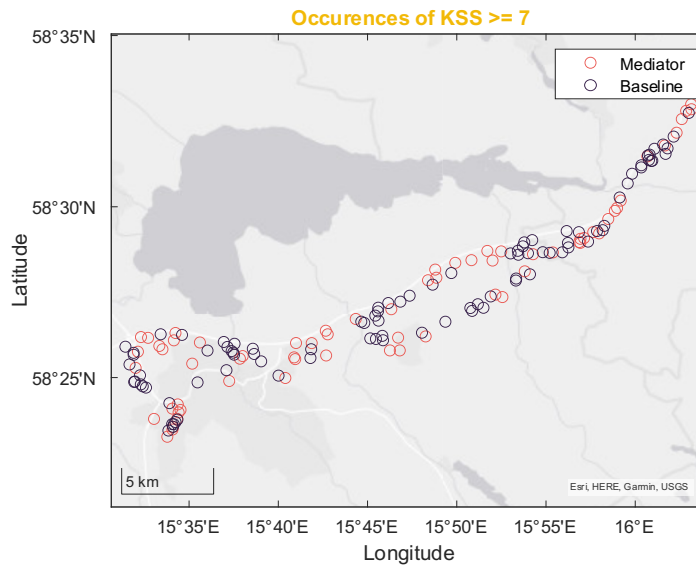 Occurences of KSS >= 7
58°35'N
58°30'N
58°25'N
Latitude
Mediator
Baseline
5 km
Esri, HERE, Garmin, USGS
15°35'E 15°40'E 15°45'E 15°50'E 15°55'E 16°E
Longitude